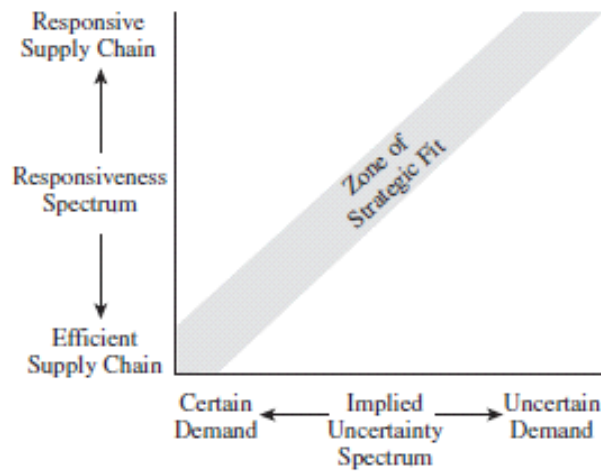 Responsive
Supply Chain
Responsiveness
Spectrum
Efficient
Supply Chain
Zone of
Strategic Fit
Certain
Demand
Implied
Uncertainty
Spectrum
Uncertain
Demand